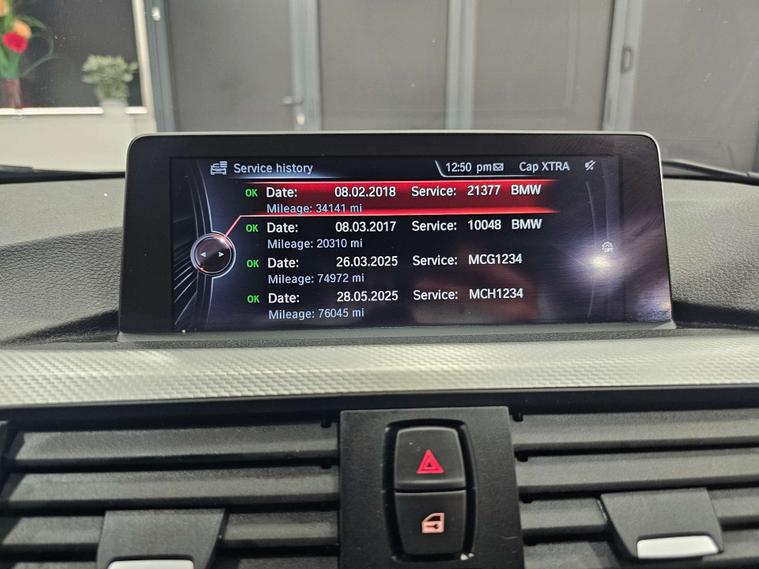 Service history 12:50 pm Cap XTRA
OK Date: 08.02.2018 Service: 21377 BMW
Mileage: 34141 mi
OK Date: 08.03.2017 Service: 10048 BMW
Mileage: 20310 mi
OK Date: 26.03.2025 Service: MCG1234
Mileage: 74972 mi
OK Date: 28.05.2025 Service: MCH1234
Mileage: 76045 mi